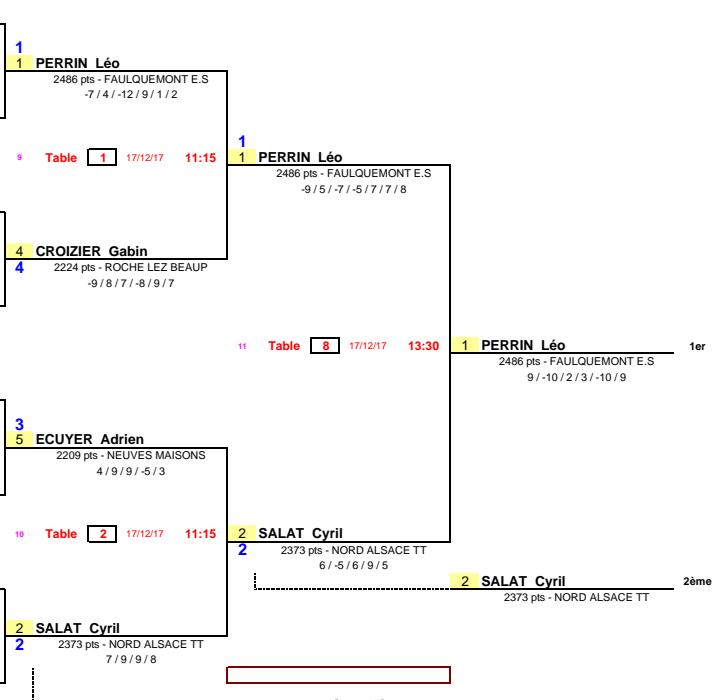 1
1 PERRIN Léo
2486 pts - FAULQUEMONT E.S
-7 / 4 / -12 / 9 / 1 / 2
9 Table 1 17/12/17 11:15
1
1 PERRIN Léo
2486 pts - FAULQUEMONT E.S
-9 / 5 / -7 / -5 / 7 / 7 / 8
4 CROIZIER Gabin
4 2224 pts - ROCHE LEZ BEAUP
-9 / 8 / 7 / -8 / 9 / 7
11 Table 8 17/12/17 13:30
1 PERRIN Léo 1er
2486 pts - FAULQUEMONT E.S
9 / -10 / 2 / 3 / -10 / 9
3
5 ECUYER Adrien
2209 pts - NEUVES MAISONS
4 / 9 / 9 / -5 / 3
10 Table 2 17/12/17 11:15
2 SALAT Cyril
2 2373 pts - NORD ALSACE TT
6 / -5 / 6 / 9 / 5
2 SALAT Cyril 2ème
2373 pts - NORD ALSACE TT
2 SALAT Cyril
2 2373 pts - NORD ALSACE TT
7 / 9 / 9 / 8